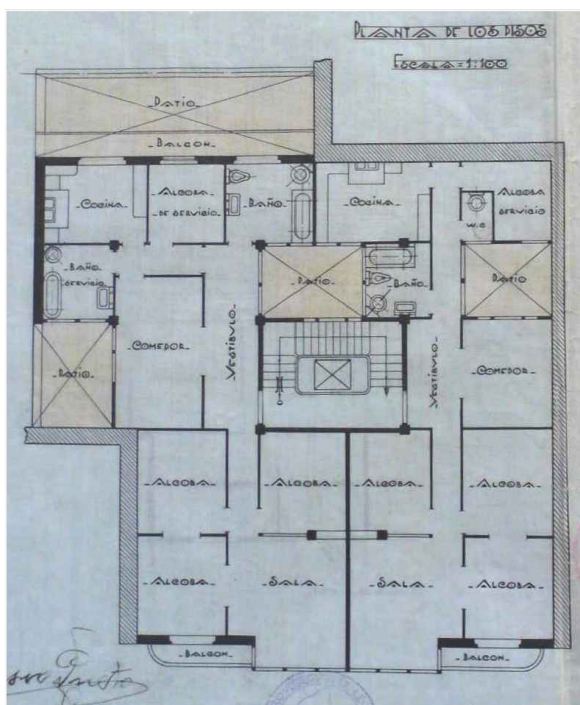 PLANTA DE LOS PISOS
ESCALA = 1:100
PATIO
BALCON
COCINA
ALCOBA
DE SERVICIO
BAÑO
COCINA
ALCOBA
SERVICIO
W.C
BAÑO
SERVICIO
PATIO
BAÑO
PATIO
COMEDOR
VESTIBULO
PATIO
VESTIBULO
COMEDOR
ALCOBA
ALCOBA
ALCOBA
ALCOBA
ALCOBA
SALA
SALA
ALCOBA
BALCON
BALCON